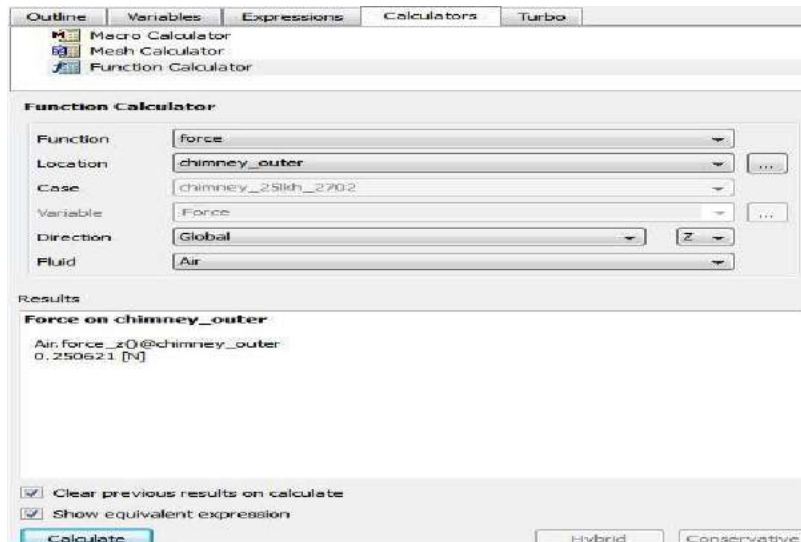 Outline Variables Expressions Calculators Turbo
Macro Calculator
Mesh Calculator
Function Calculator
Function Calculator
Function force
Location chimney_outer ...
Case chimney_25lkh_2702
Variable Force ...
Direction Global Z
Fluid Air
Results
Force on chimney_outer
Air.force_z()@chimney_outer
0.250621 [N]
Clear previous results on calculate
Show equivalent expression
Calculate Hybrid Conservative